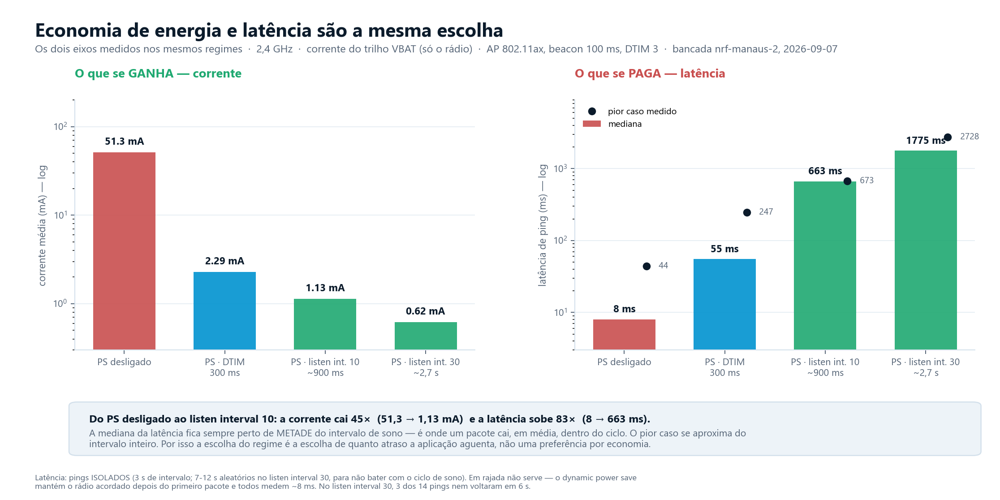 Economia de energia e latência são a mesma escolha
Os dois eixos medidos nos mesmos regimes · 2,4 GHz · corrente do trilho VBAT (só o rádio) · AP 802.11ax, beacon 100 ms, DTIM 3 · bancada nrf-manaus-2, 2026-09-07
O que se GANHA — corrente
corrente média (mA) — log
10²
10¹
10⁰
51.3 mA
2.29 mA
1.13 mA
0.62 mA
PS desligado
PS · DTIM
300 ms
PS · listen int. 10
~900 ms
PS · listen int. 30
~2,7 s
O que se PAGA — latência
latência de ping (ms) — log
pior caso medido
mediana
10³
10²
10¹
8 ms
44
55 ms
247
663 ms
673
1775 ms
2728
PS desligado
PS · DTIM
300 ms
PS · listen int. 10
~900 ms
PS · listen int. 30
~2,7 s
Do PS desligado ao listen interval 10: a corrente cai 45× (51,3 → 1,13 mA) e a latência sobe 83× (8 → 663 ms).
A mediana da latência fica sempre perto de METADE do intervalo de sono — é onde um pacote cai, em média, dentro do ciclo. O pior caso se aproxima do
intervalo inteiro. Por isso a escolha do regime é a escolha de quanto atraso a aplicação aguenta, não uma preferência por economia.
Latência: pings ISOLADOS (3 s de intervalo; 7-12 s aleatórios no listen interval 30, para não bater com o ciclo de sono). Em rajada não serve — o dynamic power save
mantém o rádio acordado depois do primeiro pacote e todos medem ~8 ms. No listen interval 30, 3 dos 14 pings nem voltaram em 6 s.